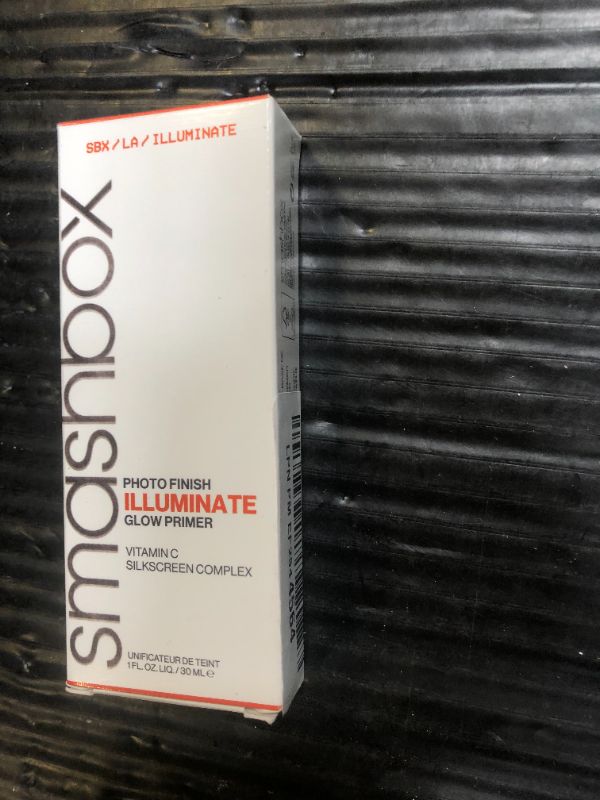 SBX/LA/ILLUMINATE
smashbox
PHOTO FINISH
ILLUMINATE
GLOW PRIMER
VITAMIN C
SILKSCREEN COMPLEX
UNIFICATEUR DE TEINT
1 FL. OZ. LIQ./30 ML ℮